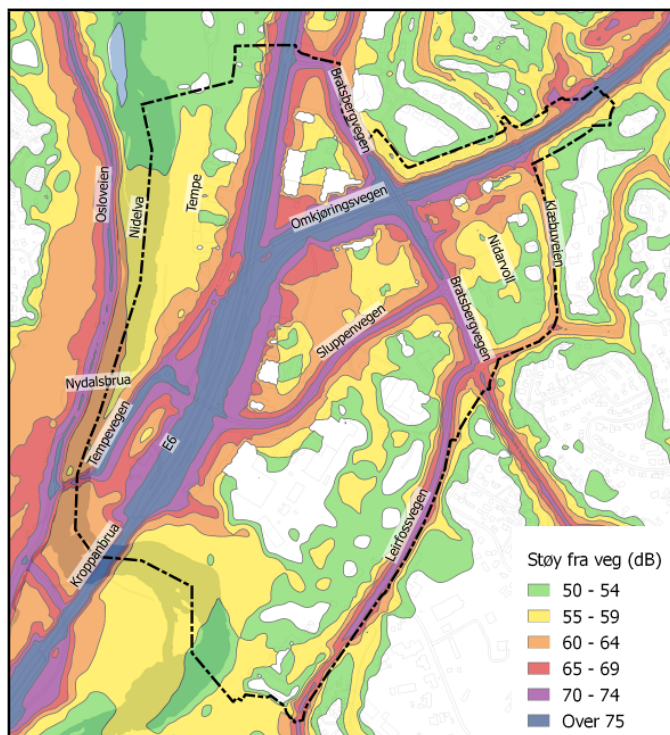 Bratsbergvegen
Osloveien
Nidelva
Tempe
Omkjøringsvegen
Klæbuveien
Nidarvoll
Bratsbergvegen
Sluppenvegen
Nydalsbrua
Tempevegen
E6
Leirfossvegen
Kroppanbrua
Støy fra veg (dB)
50 - 54
55 - 59
60 - 64
65 - 69
70 - 74
Over 75